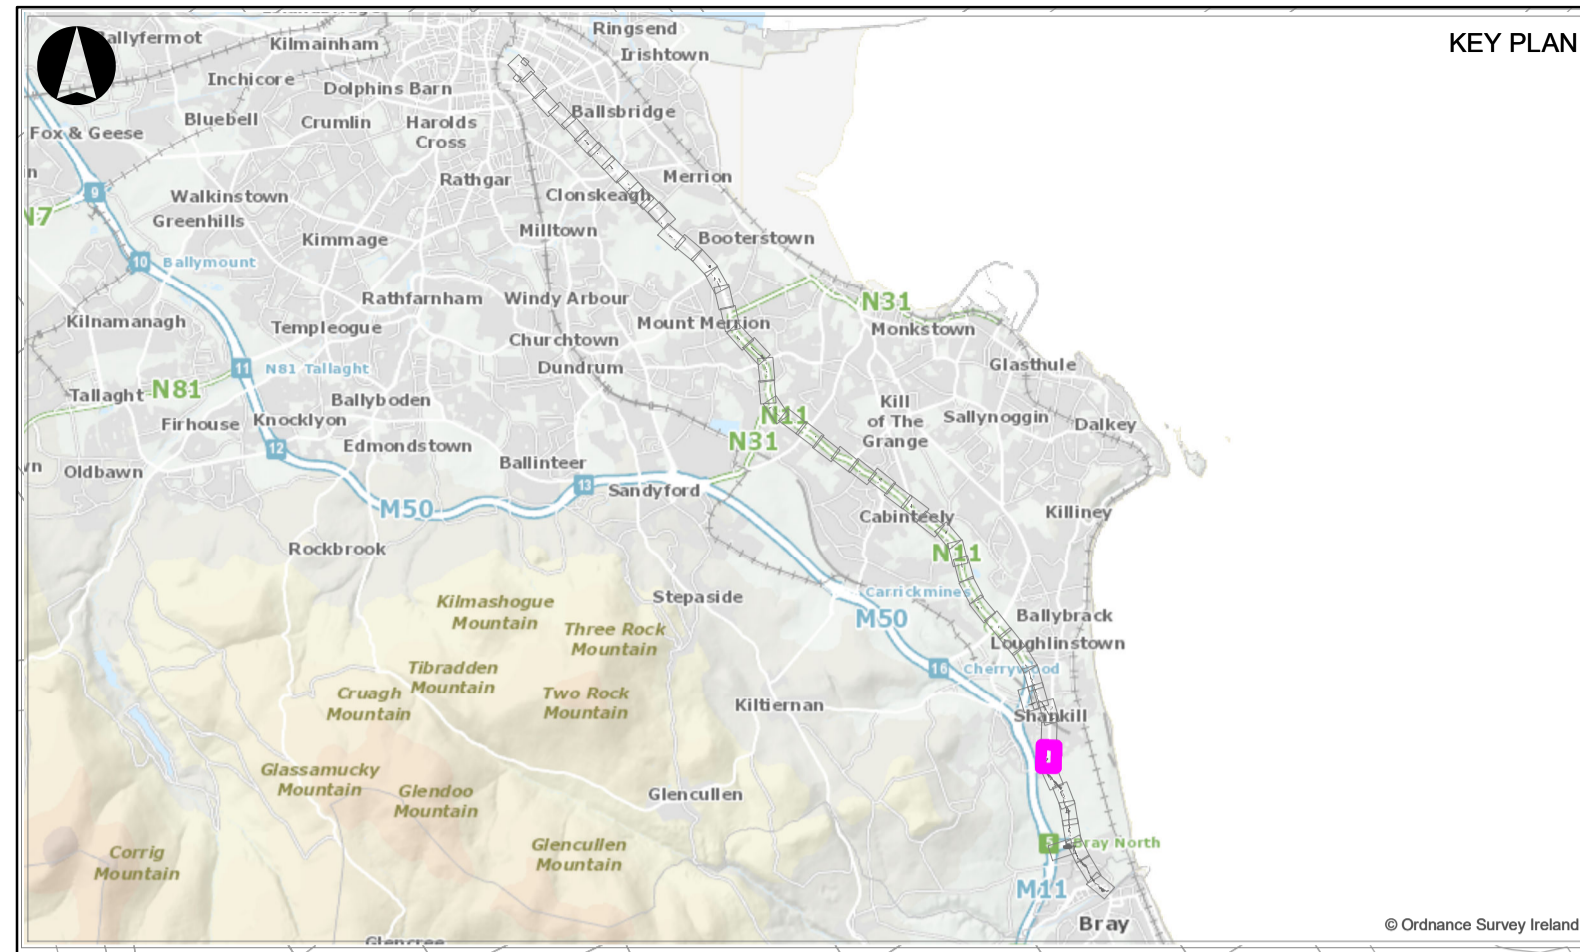 KEY PLAN
Ringsend
Ballyfermot
Kilmainham
Irishtown
Inchicore
Dolphins Barn
Ballsbridge
Bluebell
Crumlin
Harolds
Cross
Fox & Geese
Merrion
Rathgar
9
Walkinstown
Clonskeagh
N7
Greenhills
Milltown
Kimmage
Booterstown
10
Ballymount
Rathfarnham
Windy Arbour
N31
Kilnamanagh
Templeogue
Mount Merrion
Monkstown
Churchtown
11
N81 Tallaght
Dundrum
Glasthule
Tallaght
N81
Ballyboden
Kill
of The
Grange
Firhouse
Knocklyon
N11
Sallynoggin
Dalkey
12
Edmondstown
N31
Oldbawn
Ballinteer
13
Sandyford
M50
Cabinteely
Killiney
Rockbrook
N11
Kilmashogue
Mountain
Stepaside
Carrickmines
M50
Ballybrack
Three Rock
Mountain
Loughlinstown
Tibradden
Mountain
16
Cherrywood
Cruagh
Mountain
Two Rock
Mountain
Kiltiernan
Shankill
Glassamucky
Mountain
Glendoo
Mountain
Glencullen
Corrig
Mountain
Glencullen
Mountain
5
Bray North
M11
Bray
© Ordnance Survey Ireland
Glencree